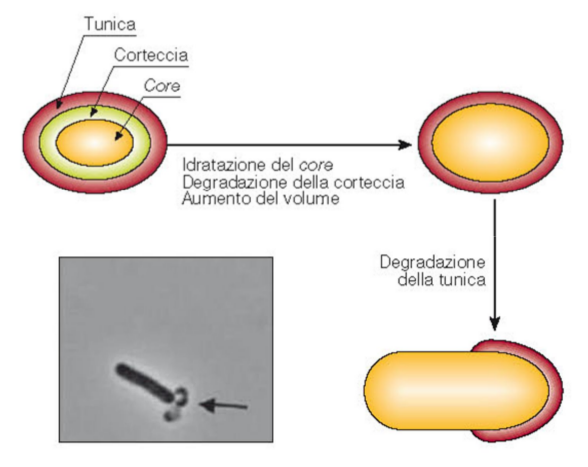 Tunica
Corteccia
Core
Idratazione del core
Degradazione della corteccia
Aumento del volume
Degradazione
della tunica